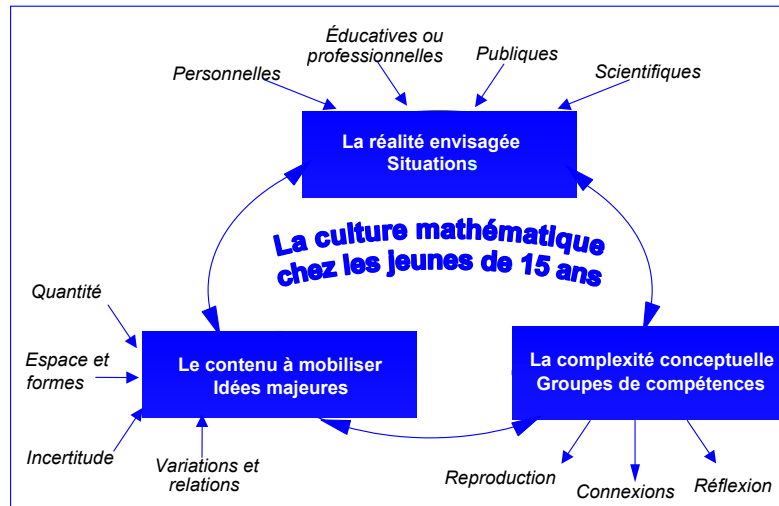 Personnelles
Éducatives ou
professionnelles
Publiques
Scientifiques
La réalité envisagée
Situations
La culture mathématique
chez les jeunes de 15 ans
Quantité
Espace et
formes
Incertitude
Variations et
relations
Le contenu à mobiliser
Idées majeures
La complexité conceptuelle
Groupes de compétences
Reproduction
Connexions
Réflexion